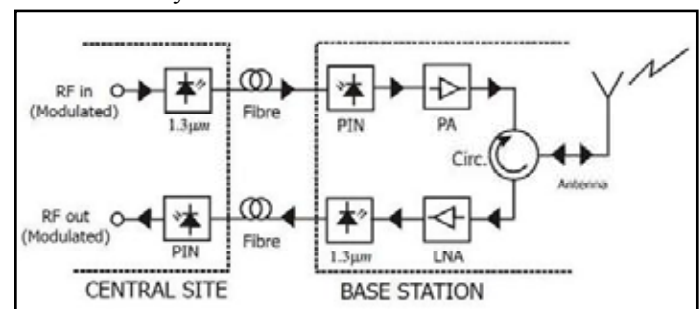 RF in
(Modulated)
1.3μm
Fibre
PIN
PA
Circ.
Antenna
RF out
(Modulated)
PIN
Fibre
1.3μm
LNA
CENTRAL SITE
BASE STATION